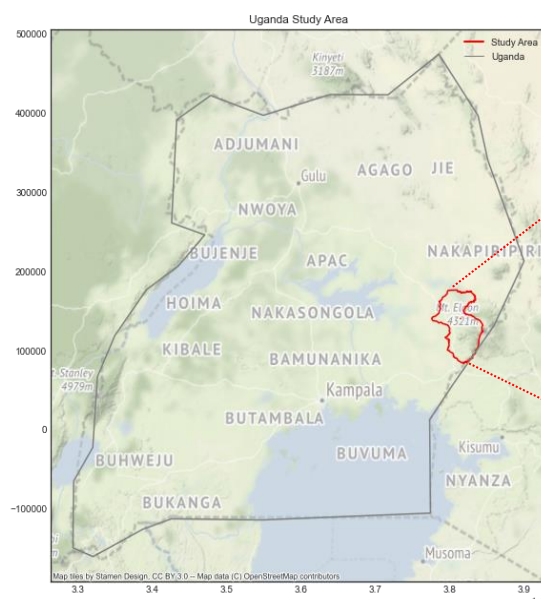 Uganda Study Area
500000
400000
300000
200000
100000
0
−100000
Study Area
Uganda
Kinyeti
3187m
ADJUMANI
Gulu
AGAGO
JIE
NWOYA
BUJENJE
APAC
NAKAPIRIPIRI
HOIMA
NAKASONGOLA
Mt. Elgon
4321m
KIBALE
BAMUNANIKA
t. Stanley
4979m
Kampala
BUTAMBALA
BUHWEJU
BUVUMA
Kisumu
NYANZA
BUKANGA
Musoma
4m
Map tiles by Stamen Design, CC BY 3.0 -- Map data (C) OpenStreetMap contributors
3.3
3.4
3.5
3.6
3.7
3.8
3.9